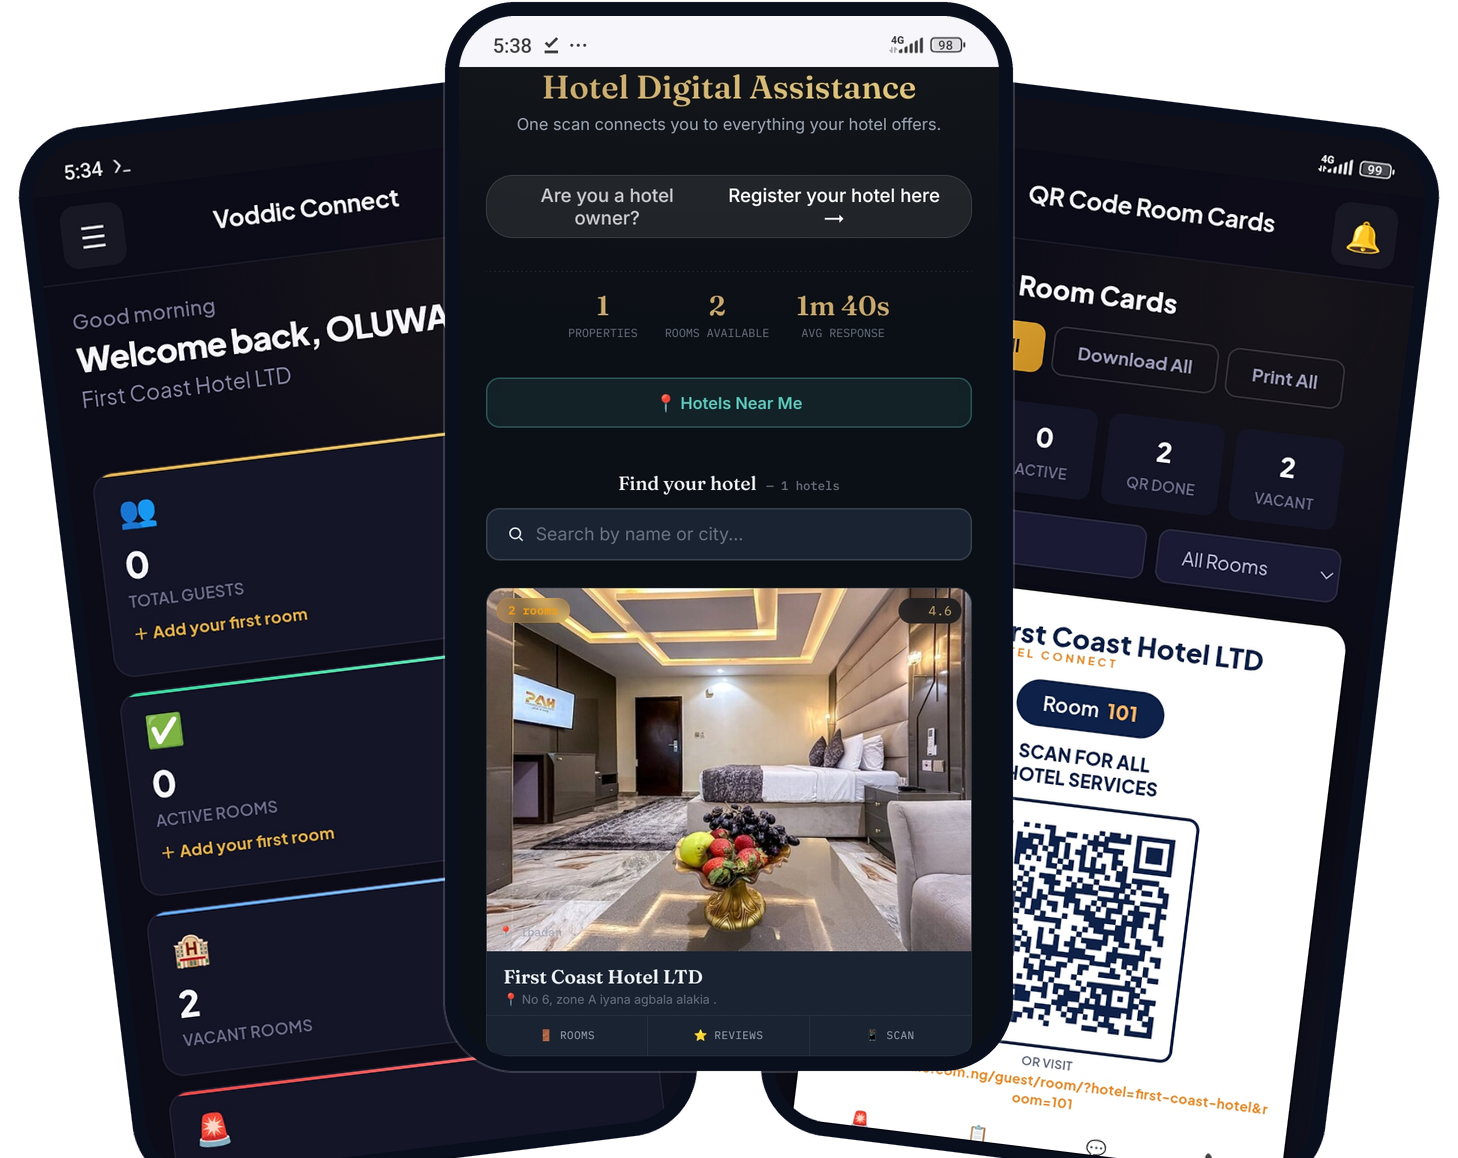 5:34
Voddic Connect
Good morning
Welcome back, OLUWA
First Coast Hotel LTD
0
TOTAL GUESTS
+ Add your first room
0
ACTIVE ROOMS
+ Add your first room
2
VACANT ROOMS
5:38
4G
98
Hotel Digital Assistance
One scan connects you to everything your hotel offers.
Are you a hotel owner?
Register your hotel here →
1
PROPERTIES
2
ROOMS AVAILABLE
1m 40s
AVG RESPONSE
Hotels Near Me
Find your hotel – 1 hotels
Search by name or city...
2 rooms
4.6
PAH
Ibadan
First Coast Hotel LTD
No 6, zone A iyana agbala alakia .
ROOMS
REVIEWS
SCAN
4G
99
QR Code Room Cards
Room Cards
Download All
Print All
0
ACTIVE
2
QR DONE
2
VACANT
All Rooms
rst Coast Hotel LTD
EL CONNECT
Room 101
SCAN FOR ALL
HOTEL SERVICES
OR VISIT
.com.ng/guest/room/?hotel=first-coast-hotel&r
oom=101